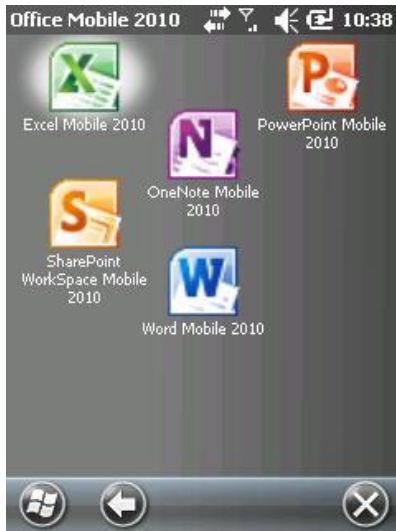 Office Mobile 2010 10:38
Excel Mobile 2010
PowerPoint Mobile
2010
OneNote Mobile
2010
SharePoint
WorkSpace Mobile
2010
Word Mobile 2010